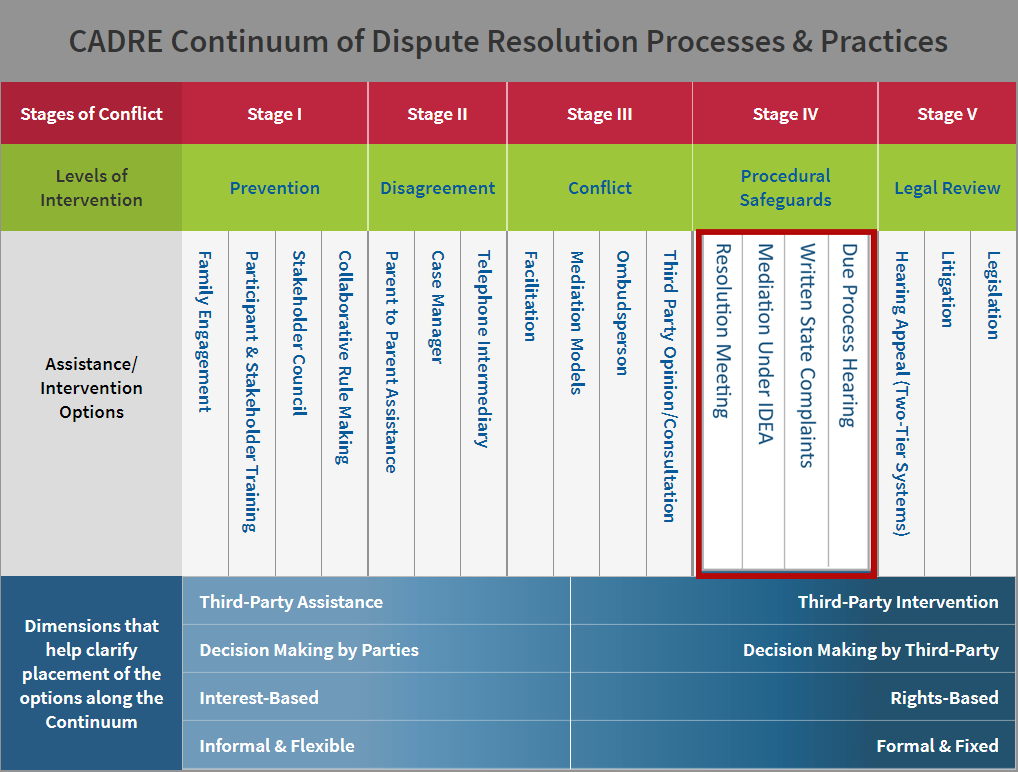 CADRE Continuum of Dispute Resolution Processes & Practices
Stages of Conflict
Stage I
Stage II
Stage III
Stage IV
Stage V
Levels of
Intervention
Prevention
Disagreement
Conflict
Procedural
Safeguards
Legal Review
Assistance/
Intervention
Options
Family Engagement
Participant & Stakeholder Training
Stakeholder Council
Collaborative Rule Making
Parent to Parent Assistance
Case Manager
Telephone Intermediary
Facilitation
Mediation Models
Ombudsperson
Third Party Opinion/Consultation
Resolution Meeting
Mediation Under IDEA
Written State Complaints
Due Process Hearing
Hearing Appeal (Two-Tier Systems)
Litigation
Legislation
Dimensions that
help clarify
placement of the
options along the
Continuum
Third-Party Assistance
Third-Party Intervention
Decision Making by Parties
Decision Making by Third-Party
Interest-Based
Rights-Based
Informal & Flexible
Formal & Fixed